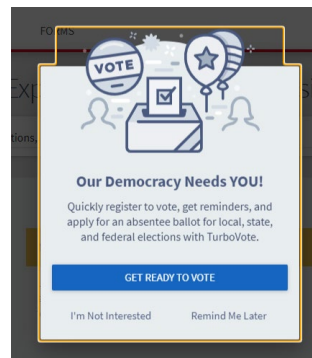 FORMS
VOTE
Our Democracy Needs YOU!
Quickly register to vote, get reminders, and
apply for an absentee ballot for local, state,
and federal elections with TurboVote.
GET READY TO VOTE
I'm Not Interested
Remind Me Later